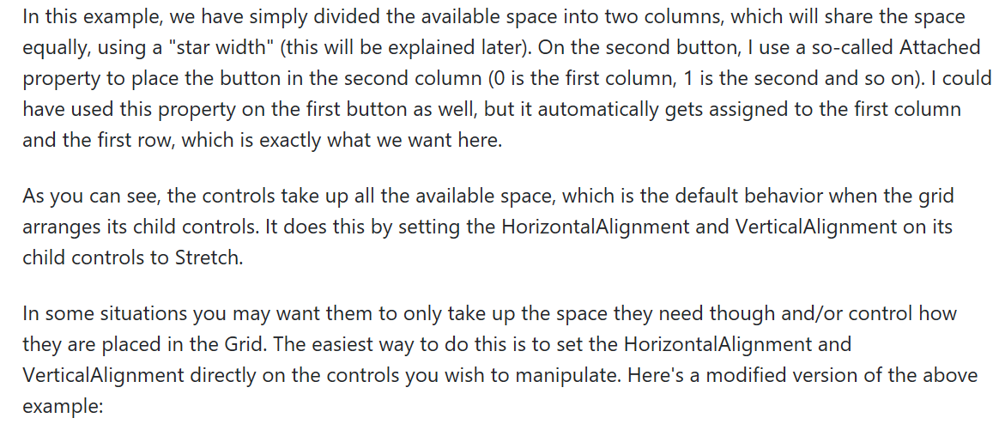 In this example, we have simply divided the available space into two columns, which will share the space
equally, using a "star width" (this will be explained later). On the second button, I use a so-called Attached
property to place the button in the second column (0 is the first column, 1 is the second and so on). I could
have used this property on the first button as well, but it automatically gets assigned to the first column
and the first row, which is exactly what we want here.
As you can see, the controls take up all the available space, which is the default behavior when the grid
arranges its child controls. It does this by setting the HorizontalAlignment and VerticalAlignment on its
child controls to Stretch.
In some situations you may want them to only take up the space they need though and/or control how
they are placed in the Grid. The easiest way to do this is to set the HorizontalAlignment and
VerticalAlignment directly on the controls you wish to manipulate. Here's a modified version of the above
example: